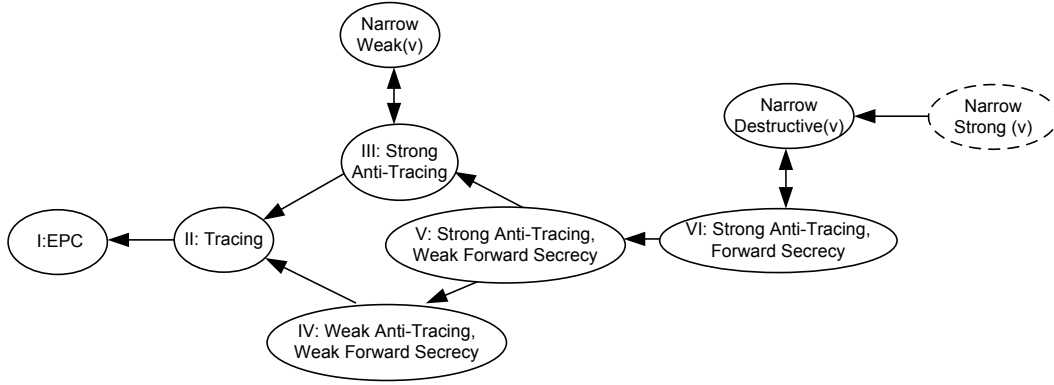 Narrow
Weak(v)
Narrow
Destructive(v)
Narrow
Strong (v)
III: Strong
Anti-Tracing
I:EPC
II: Tracing
V: Strong Anti-Tracing,
Weak Forward Secrecy
VI: Strong Anti-Tracing,
Forward Secrecy
IV: Weak Anti-Tracing,
Weak Forward Secrecy